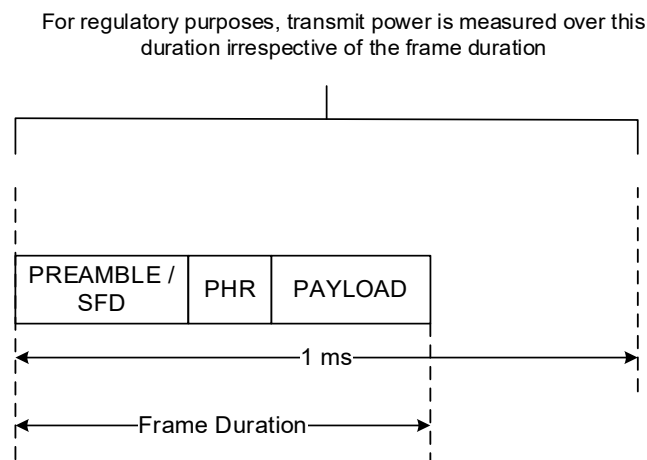 For regulatory purposes, transmit power is measured over this
duration irrespective of the frame duration
PREAMBLE /
SFD
PHR
PAYLOAD
1 ms
Frame Duration